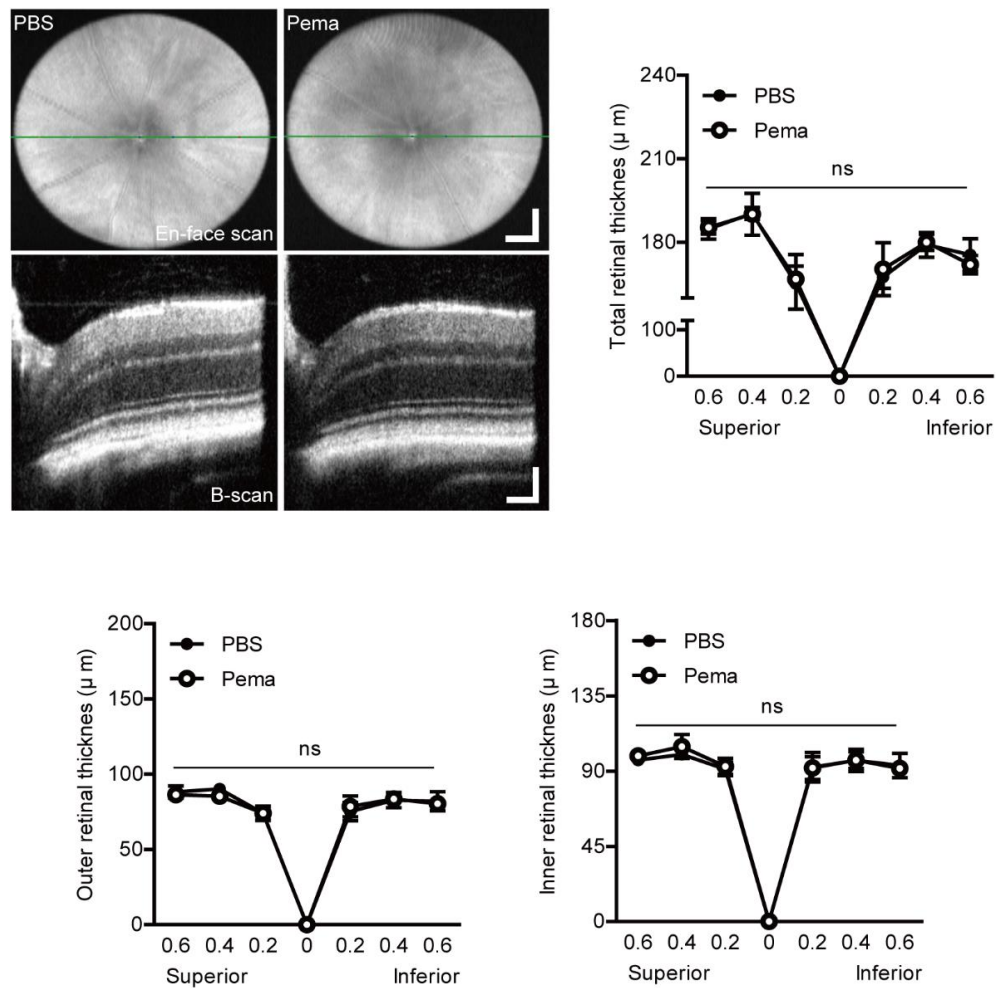 PBS
Pema
En-face scan
B-scan
240
210
180
100
0
Total retinal thicknes (μ m)
PBS
Pema
ns
0.6 0.4 0.2 0 0.2 0.4 0.6
Superior Inferior
200
150
100
50
0
Outer retinal thicknes (μ m)
PBS
Pema
ns
0.6 0.4 0.2 0 0.2 0.4 0.6
Superior Inferior
180
135
90
45
0
Inner retinal thicknes (μ m)
PBS
Pema
ns
0.6 0.4 0.2 0 0.2 0.4 0.6
Superior Inferior